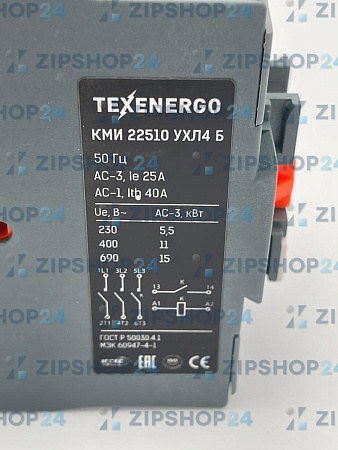 TEXENERGO
КМИ 22510 УХЛ4 Б
50 Гц
AC-3, Ie 25A
AC-1, Ith 40A
Ue, В~ AC-3, кВт
230 5,5
400 11
690 15
1L1 3L2 5L3
13 14
K
A1 A2
K
2T1 4T2 6T3
ГОСТ Р 50030.4.1
МЭК 60947-4-1
EAC CE
ZIPSHOP24